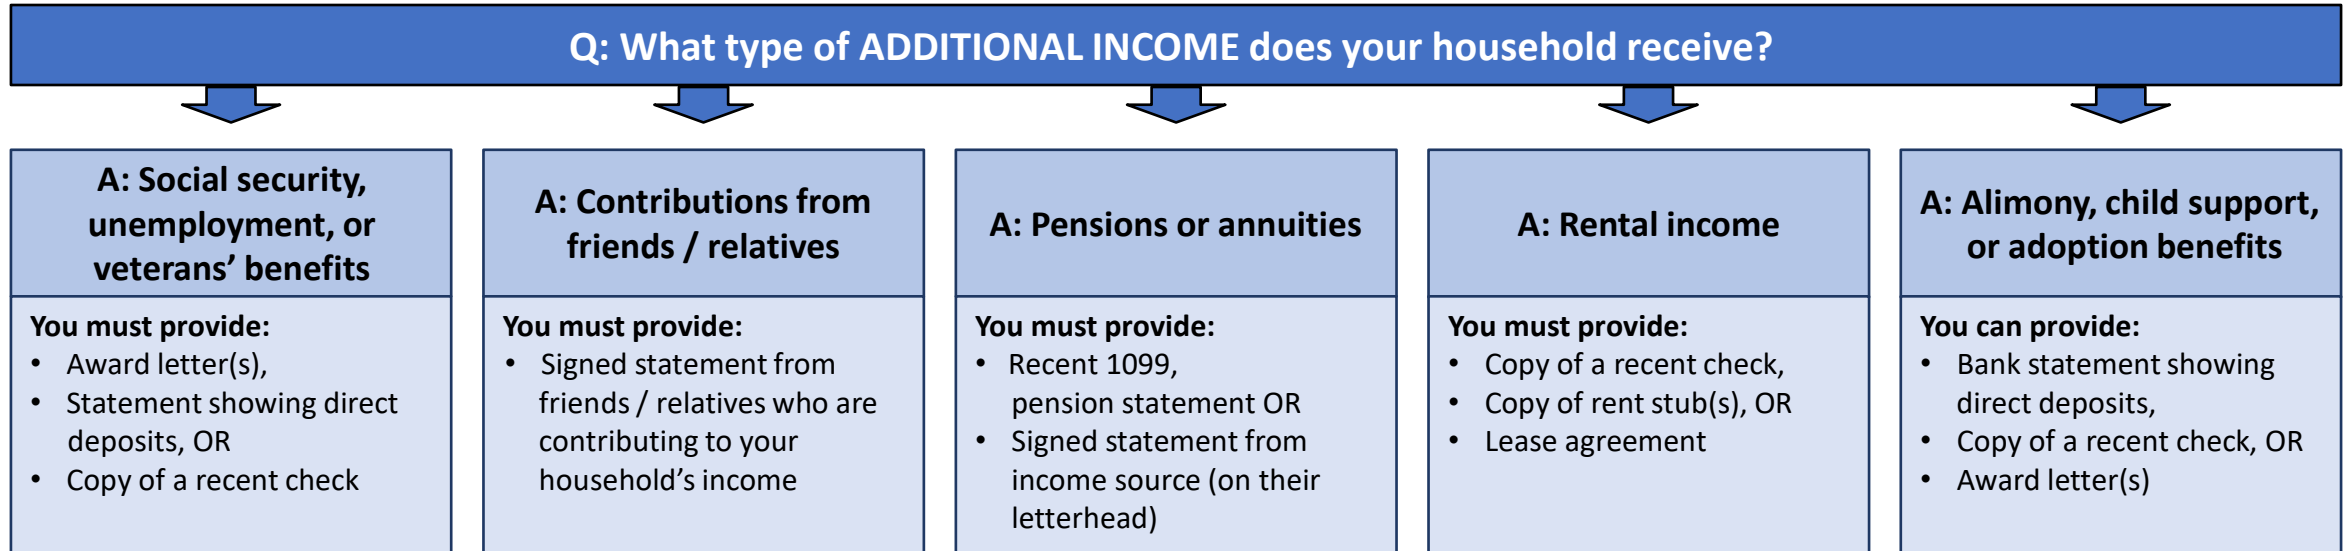 Q: What type of ADDITIONAL INCOME does your household receive?
A: Social security,
unemployment, or
veterans’ benefits
You must provide:
• Award letter(s),
• Statement showing direct
deposits, OR
• Copy of a recent check
A: Contributions from
friends / relatives
You must provide:
• Signed statement from
friends / relatives who are
contributing to your
household’s income
A: Pensions or annuities
You must provide:
• Recent 1099,
pension statement OR
• Signed statement from
income source (on their
letterhead)
A: Rental income
You must provide:
• Copy of a recent check,
• Copy of rent stub(s), OR
• Lease agreement
A: Alimony, child support,
or adoption benefits
You can provide:
• Bank statement showing
direct deposits,
• Copy of a recent check, OR
• Award letter(s)